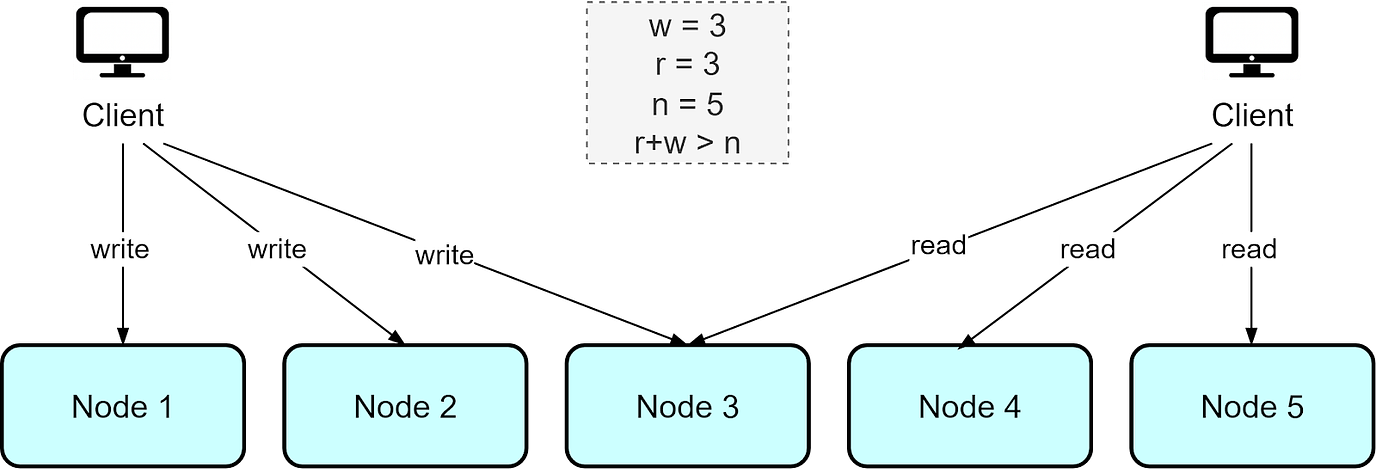 w = 3
r = 3
n = 5
r+w > n
Client
Client
write
write
write
read
read
read
Node 1
Node 2
Node 3
Node 4
Node 5